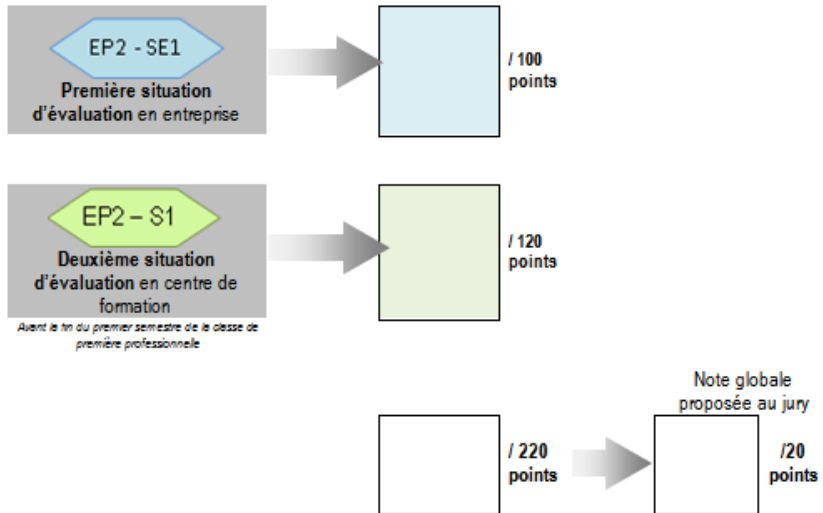 EP2 - SE1
Première situation
d'évaluation en entreprise
/ 100
points
EP2 – S1
Deuxième situation
d'évaluation en centre de
formation
Avant la fin du premier semestre de la classe de
première professionnelle
/ 120
points
Note globale
proposée au jury
/ 220
points
/20
points